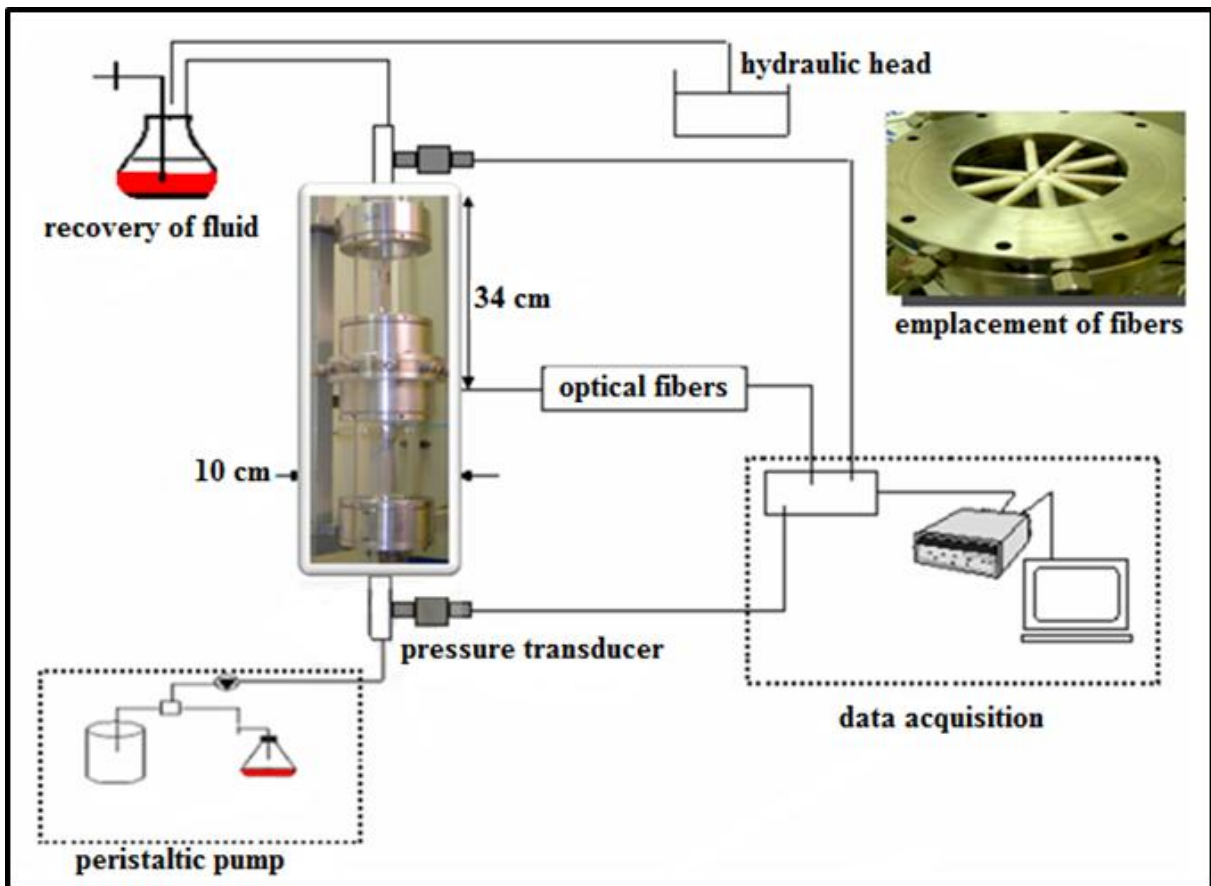 hydraulic head
recovery of fluid
34 cm
emplacement of fibers
optical fibers
10 cm
pressure transducer
data acquisition
peristaltic pump